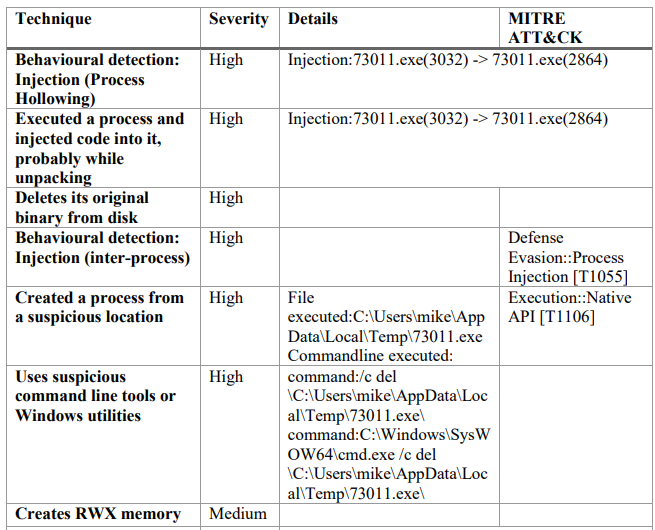 Technique Severity Details MITRE
ATT&CK
Behavioural detection: High Injection:73011.exe(3032) -> 73011.exe(2864)
Injection (Process
Hollowing)
Executed a process and High Injection:73011.exe(3032) -> 73011.exe(2864)
injected code into it,
probably while
unpacking
Deletes its original High
binary from disk
Behavioural detection: High Defense
Injection (inter-process) Evasion::Process
Injection [T1055]
Created a process from High File Execution::Native
a suspicious location executed:C:\Users\mike\App API [T1106]
Data\Local\Temp\73011.exe
Commandline executed:
Uses suspicious High command:/c del
command line tools or \C:\Users\mike\AppData\Loc
Windows utilities al\Temp\73011.exe\
command:C:\Windows\SysW
OW64\cmd.exe /c del
\C:\Users\mike\AppData\Loc
al\Temp\73011.exe\
Creates RWX memory Medium